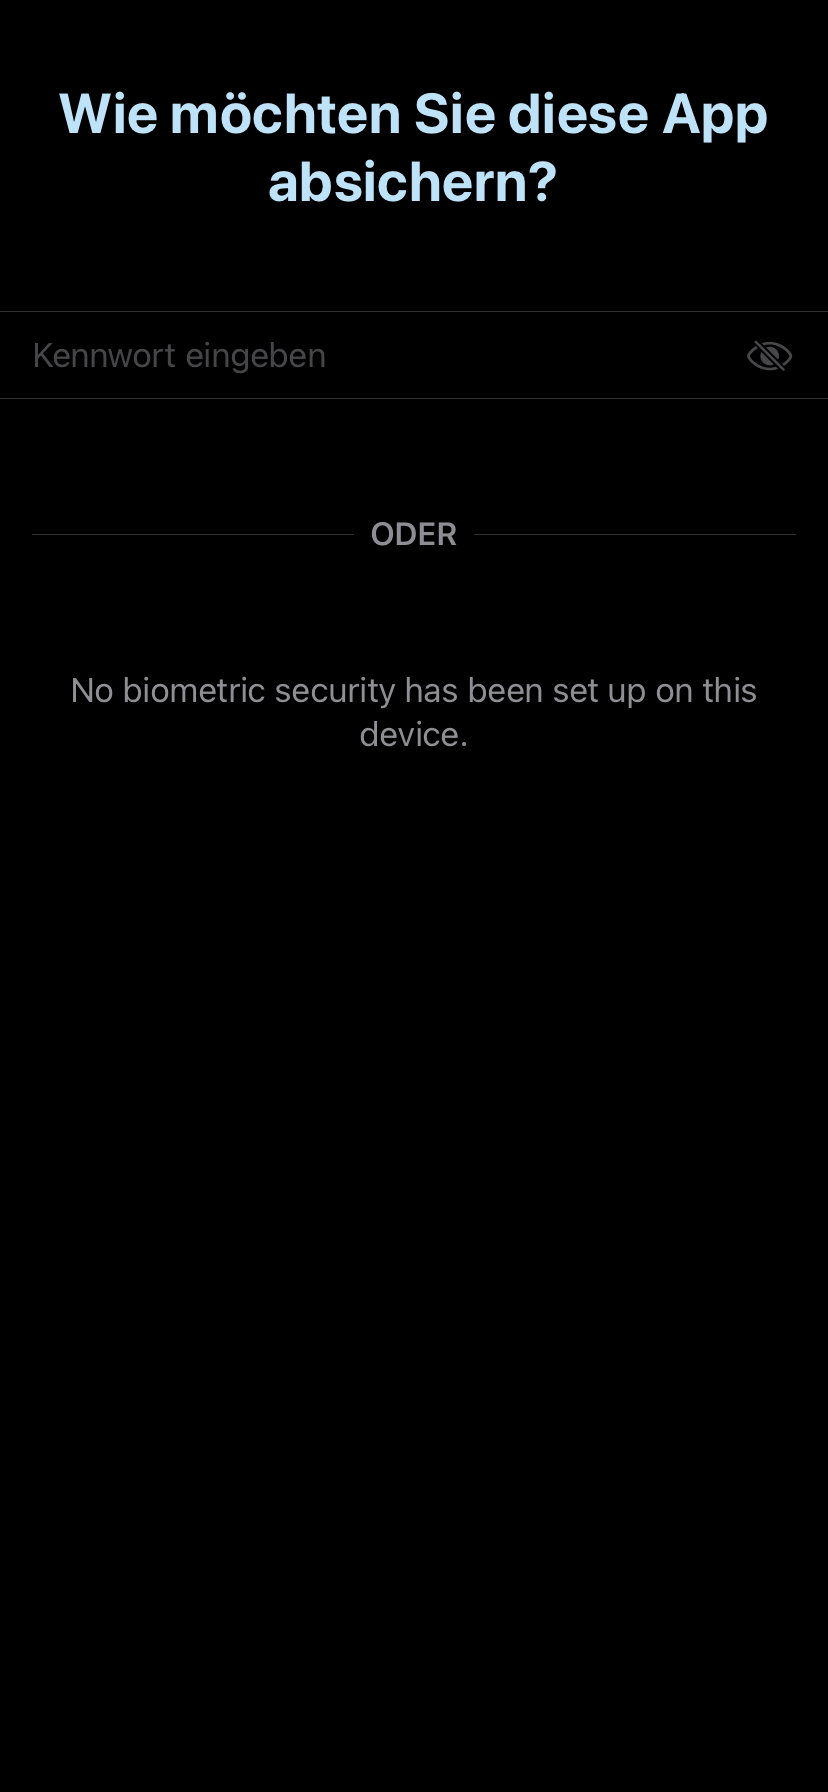 Wie möchten Sie diese App
absichern?
Kennwort eingeben
ODER
No biometric security has been set up on this
device.